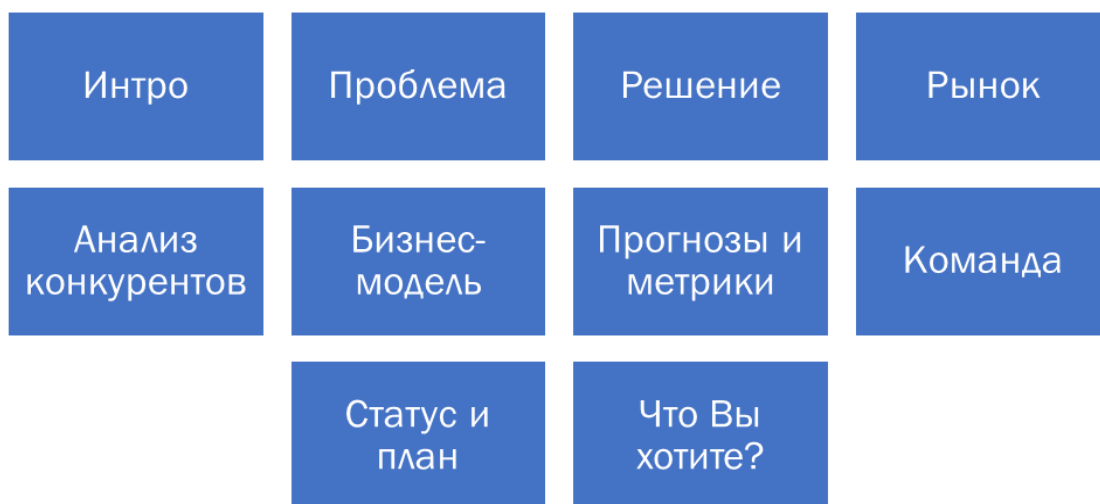 Интро
Проблема
Решение
Рынок
Анализ
конкурентов
Бизнес-
модель
Прогнозы и
метрики
Команда
Статус и
план
Что Вы
хотите?